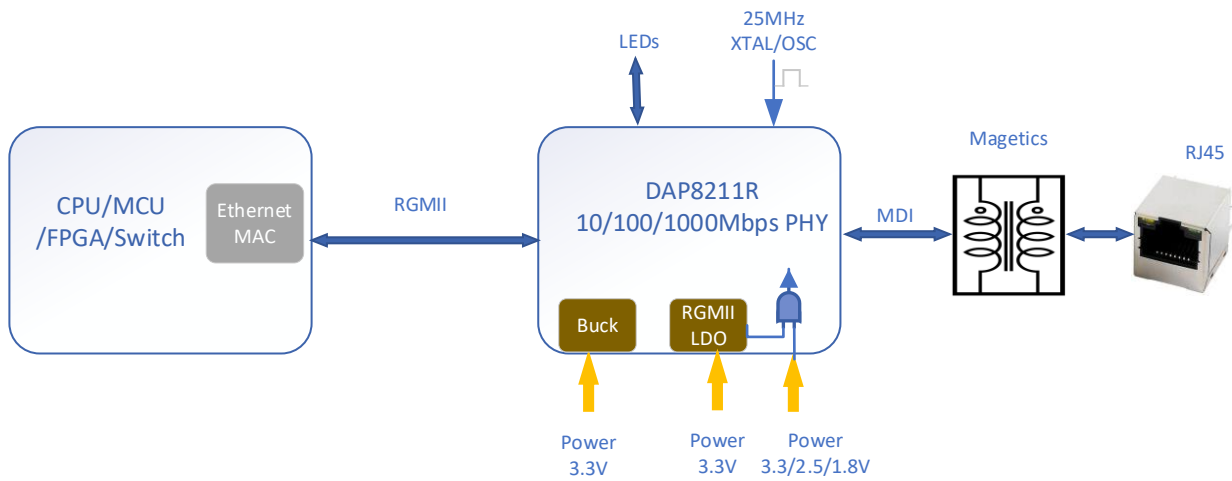 25MHz
XTAL/OSC
LEDs
Magetics
RJ45
CPU/MCU
/FPGA/Switch
Ethernet
MAC
RGMII
DAP8211R
10/100/1000Mbps PHY
MDI
Buck
RGMII
LDO
Power
3.3V
Power
3.3V
Power
3.3/2.5/1.8V